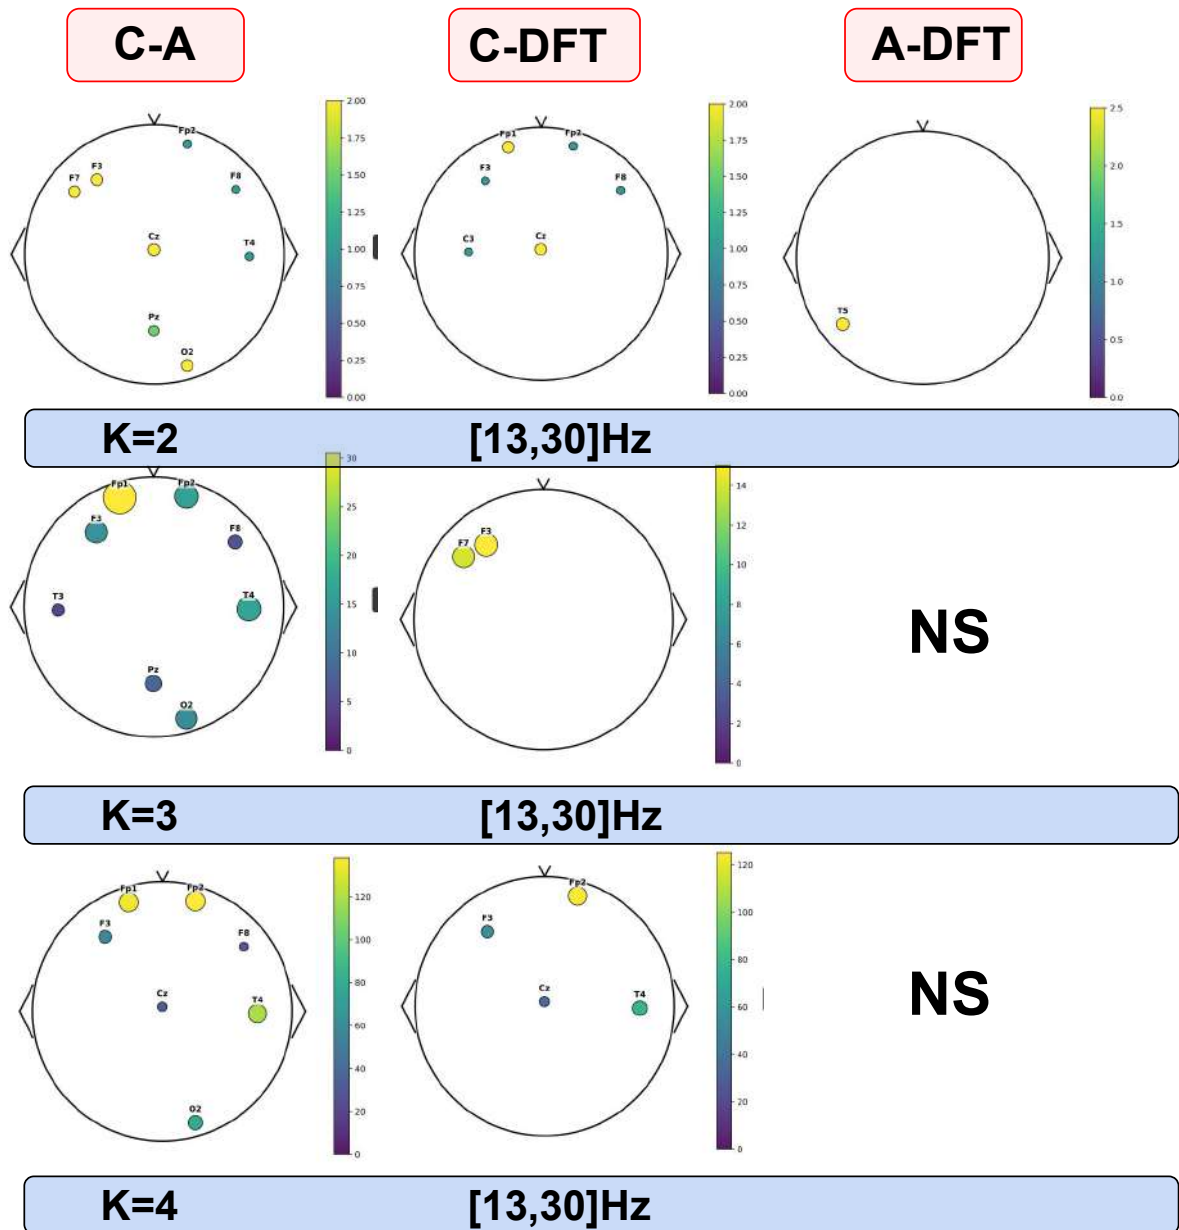 C-A C-DFT A-DFT
2.00 2.00 2.5
Fp2 Fp1 Fp2
1.75 1.75
F3 F3 2.0
F7 F8 F8
1.50 1.50
1.25 1.25 1.5
Cz T4 C3 Cz
1.00 1.00
1.0
0.75 0.75
Pz T5
0.50 0.50 0.5
O2
0.25 0.25
0.00 0.00 0.0
K=2 [13,30]Hz
30
Fp1 Fp2 14
25
F3 F8 F7 F3 12
20 10
T3 T4 8
15 NS
6
10
Pz 4
5
O2 2
0 0
K=3 [13,30]Hz
Fp1 Fp2 Fp2 120
120
F3 F8 F3 100
100
80
Cz T4 80 Cz T4 NS
60
60
40
40
O2 20
20
0 0
K=4 [13,30]Hz